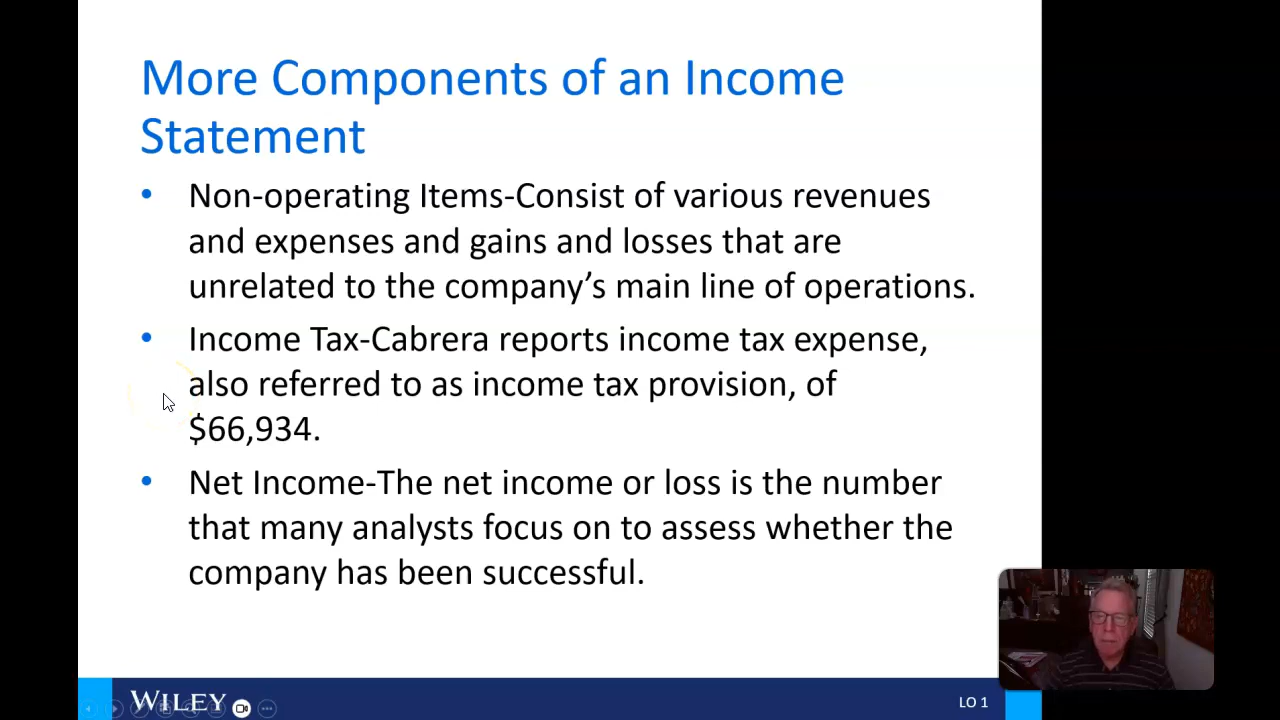 More Components of an Income
Statement
• Non-operating Items-Consist of various revenues
and expenses and gains and losses that are
unrelated to the company’s main line of operations.
• Income Tax-Cabrera reports income tax expense,
also referred to as income tax provision, of
$66,934.
• Net Income-The net income or loss is the number
that many analysts focus on to assess whether the
company has been successful.
WILEY
LO 1